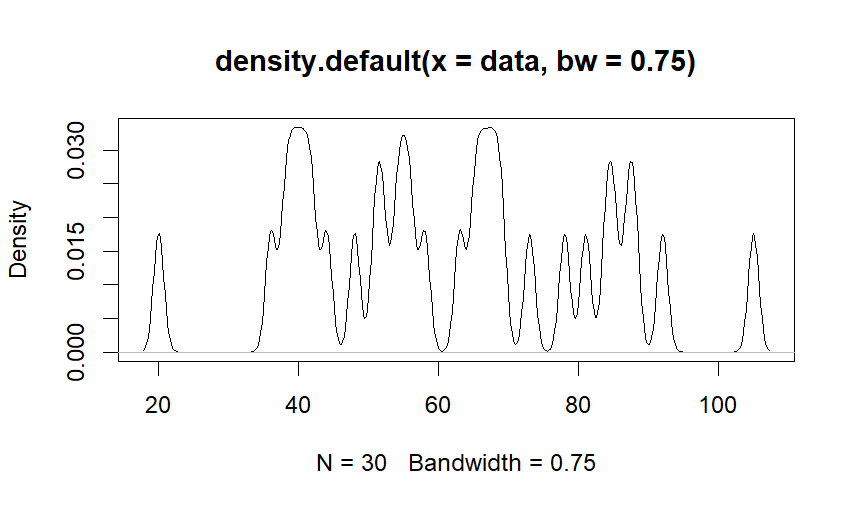 density.default(x = data, bw = 0.75)
Density
0.030
0.015
0.000
20 40 60 80 100
N = 30 Bandwidth = 0.75